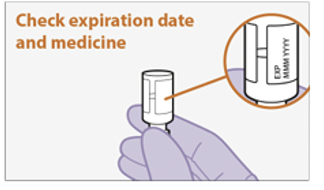 Check expiration date
and medicine
EXP
MMM YYYY